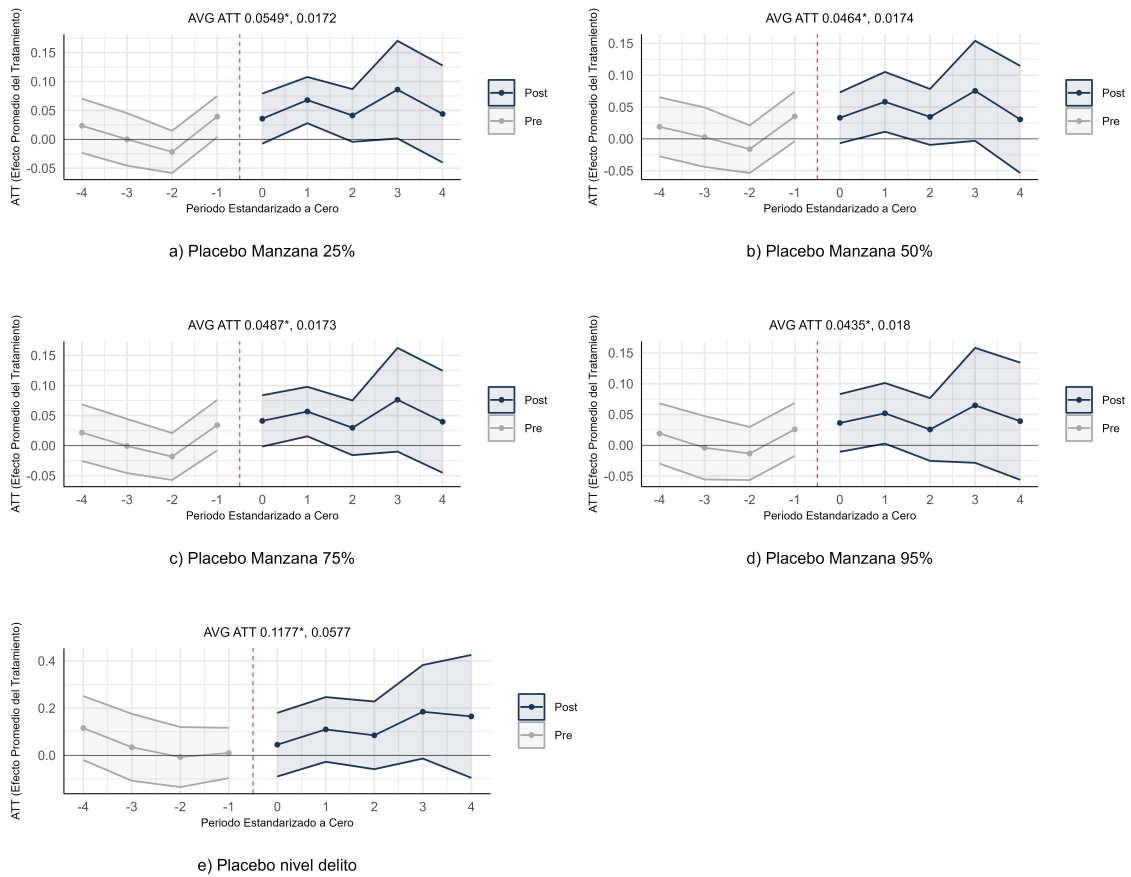 AVG ATT 0.0549*, 0.0172
ATT (Efecto Promedio del Tratamiento)
0.15
0.10
0.05
0.00
-0.05
-4 -3 -2 -1 0 1 2 3 4
Periodo Estandarizado a Cero
Post
Pre
a) Placebo Manzana 25%
AVG ATT 0.0464*, 0.0174
ATT (Efecto Promedio del Tratamiento)
0.15
0.10
0.05
0.00
-0.05
-4 -3 -2 -1 0 1 2 3 4
Periodo Estandarizado a Cero
Post
Pre
b) Placebo Manzana 50%
AVG ATT 0.0487*, 0.0173
ATT (Efecto Promedio del Tratamiento)
0.15
0.10
0.05
0.00
-0.05
-4 -3 -2 -1 0 1 2 3 4
Periodo Estandarizado a Cero
Post
Pre
c) Placebo Manzana 75%
AVG ATT 0.0435*, 0.018
ATT (Efecto Promedio del Tratamiento)
0.15
0.10
0.05
0.00
-0.05
-4 -3 -2 -1 0 1 2 3 4
Periodo Estandarizado a Cero
Post
Pre
d) Placebo Manzana 95%
AVG ATT 0.1177*, 0.0577
ATT (Efecto Promedio del Tratamiento)
0.4
0.2
0.0
-4 -3 -2 -1 0 1 2 3 4
Periodo Estandarizado a Cero
Post
Pre
e) Placebo nivel delito